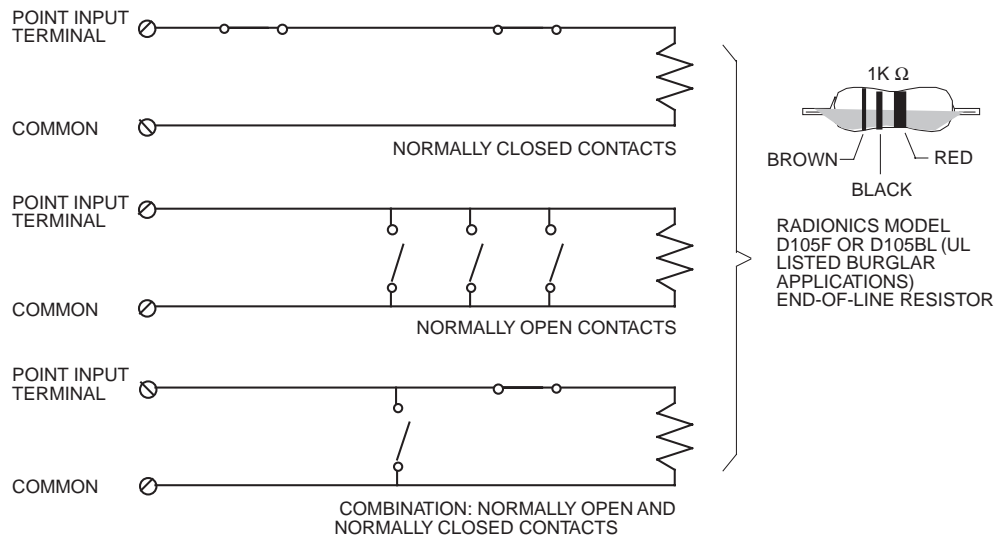 POINT INPUT
TERMINAL
COMMON
NORMALLY CLOSED CONTACTS
POINT INPUT
TERMINAL
COMMON
NORMALLY OPEN CONTACTS
POINT INPUT
TERMINAL
COMMON
COMBINATION: NORMALLY OPEN AND
NORMALLY CLOSED CONTACTS
1K Ω
BROWN
RED
BLACK
RADIONICS MODEL
D105F OR D105BL (UL
LISTED BURGLAR
APPLICATIONS)
END-OF-LINE RESISTOR